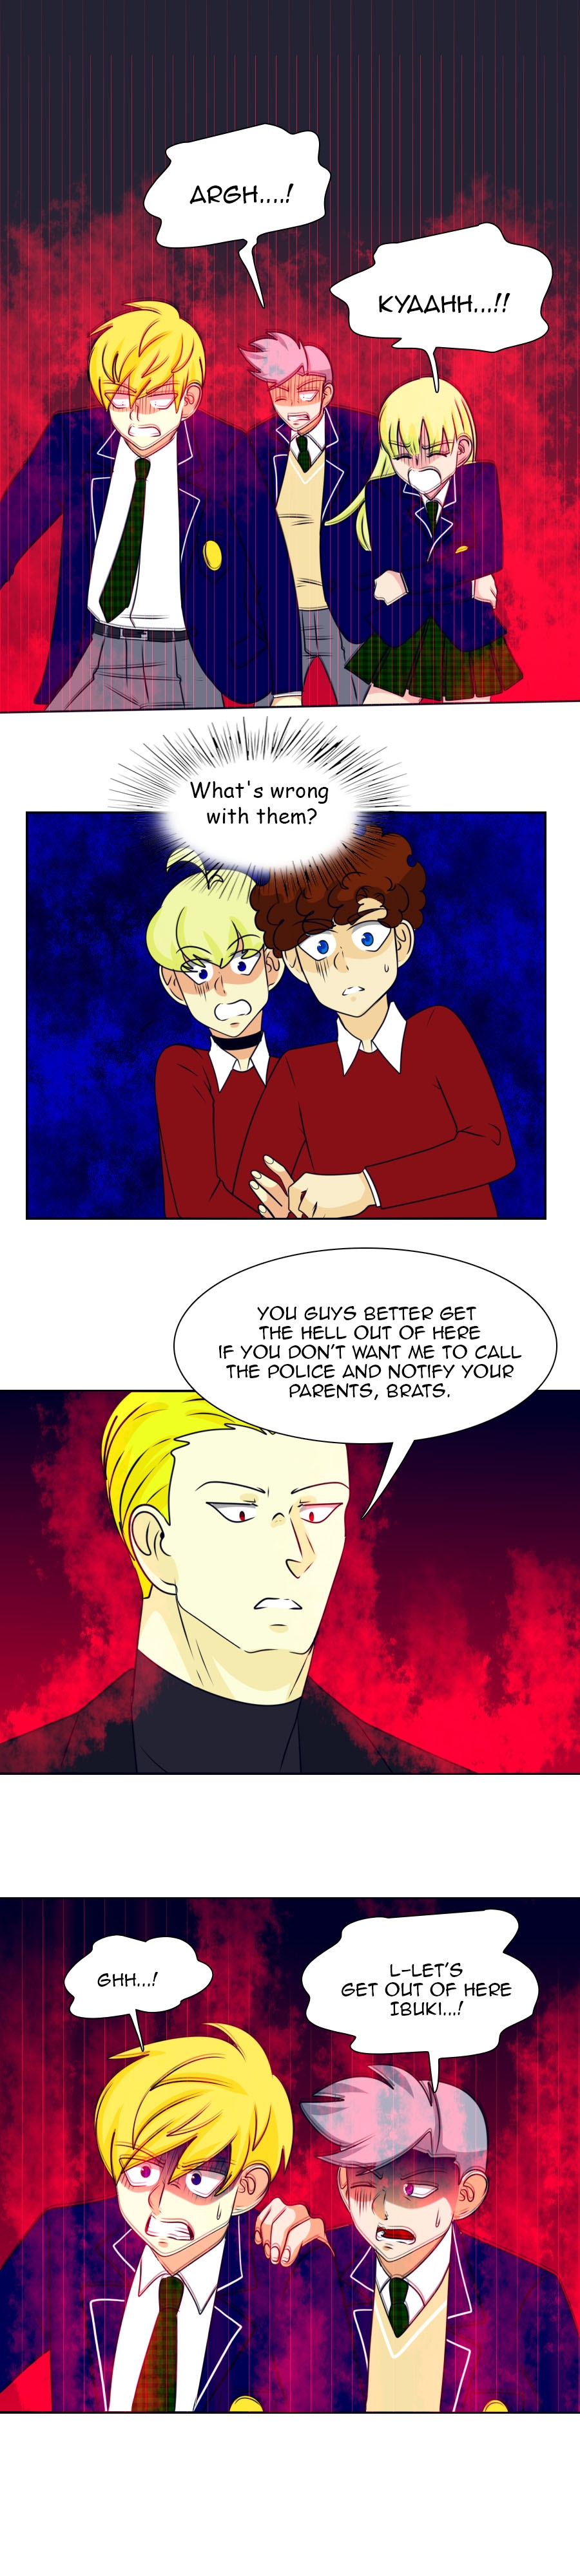 ARGH....!
KYAAHH...!!
What's wrong
with them?
YOU GUYS BETTER GET
THE HELL OUT OF HERE
IF YOU DON'T WANT ME TO CALL
THE POLICE AND NOTIFY YOUR
PARENTS, BRATS.
GHH...!
L-LET'S
GET OUT OF HERE
IBUKI...!